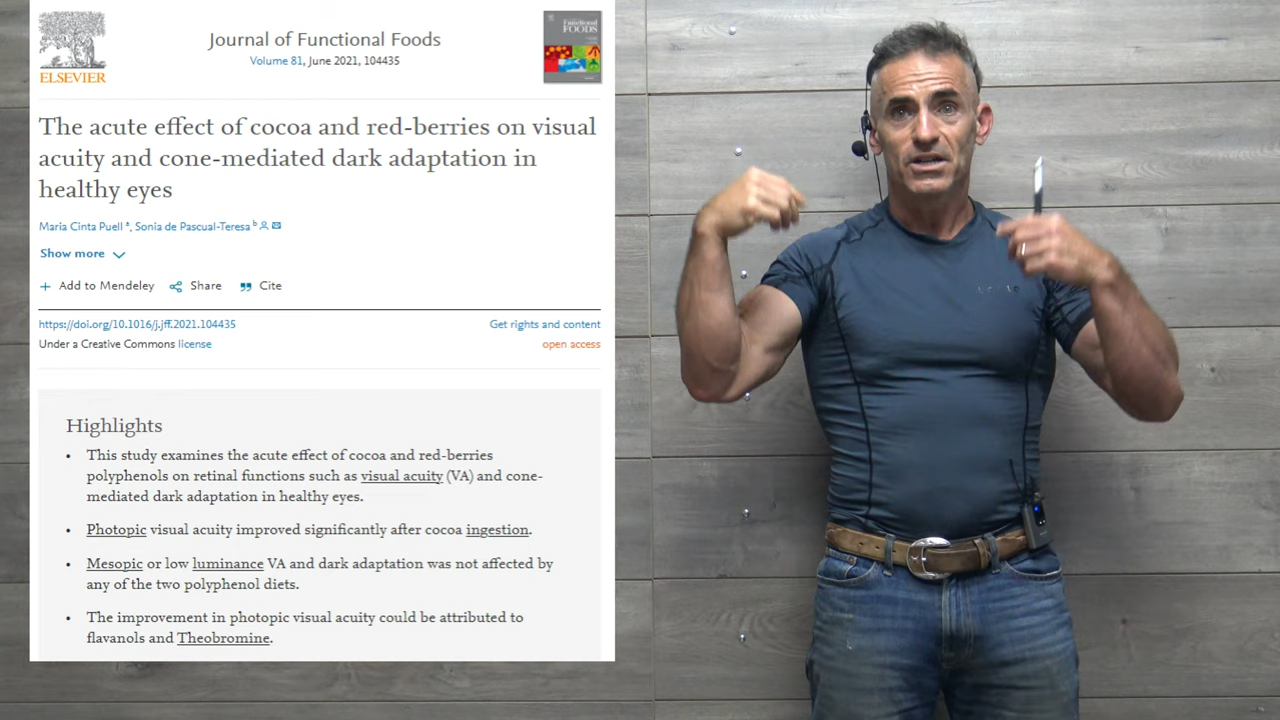 ELSEVIER
Journal of Functional Foods
Volume 81, June 2021, 104435
FUNCTIONAL
FOODS
The acute effect of cocoa and red-berries on visual
acuity and cone-mediated dark adaptation in
healthy eyes
Maria Cinta Puell ᵃ, Sonia de Pascual-Teresa ᵇ
Show more
+ Add to Mendeley Share Cite
https://doi.org/10.1016/j.jff.2021.104435 Get rights and content
Under a Creative Commons license open access
Highlights
• This study examines the acute effect of cocoa and red-berries
polyphenols on retinal functions such as visual acuity (VA) and cone-
mediated dark adaptation in healthy eyes.
• Photopic visual acuity improved significantly after cocoa ingestion.
• Mesopic or low luminance VA and dark adaptation was not affected by
any of the two polyphenol diets.
• The improvement in photopic visual acuity could be attributed to
flavanols and Theobromine.